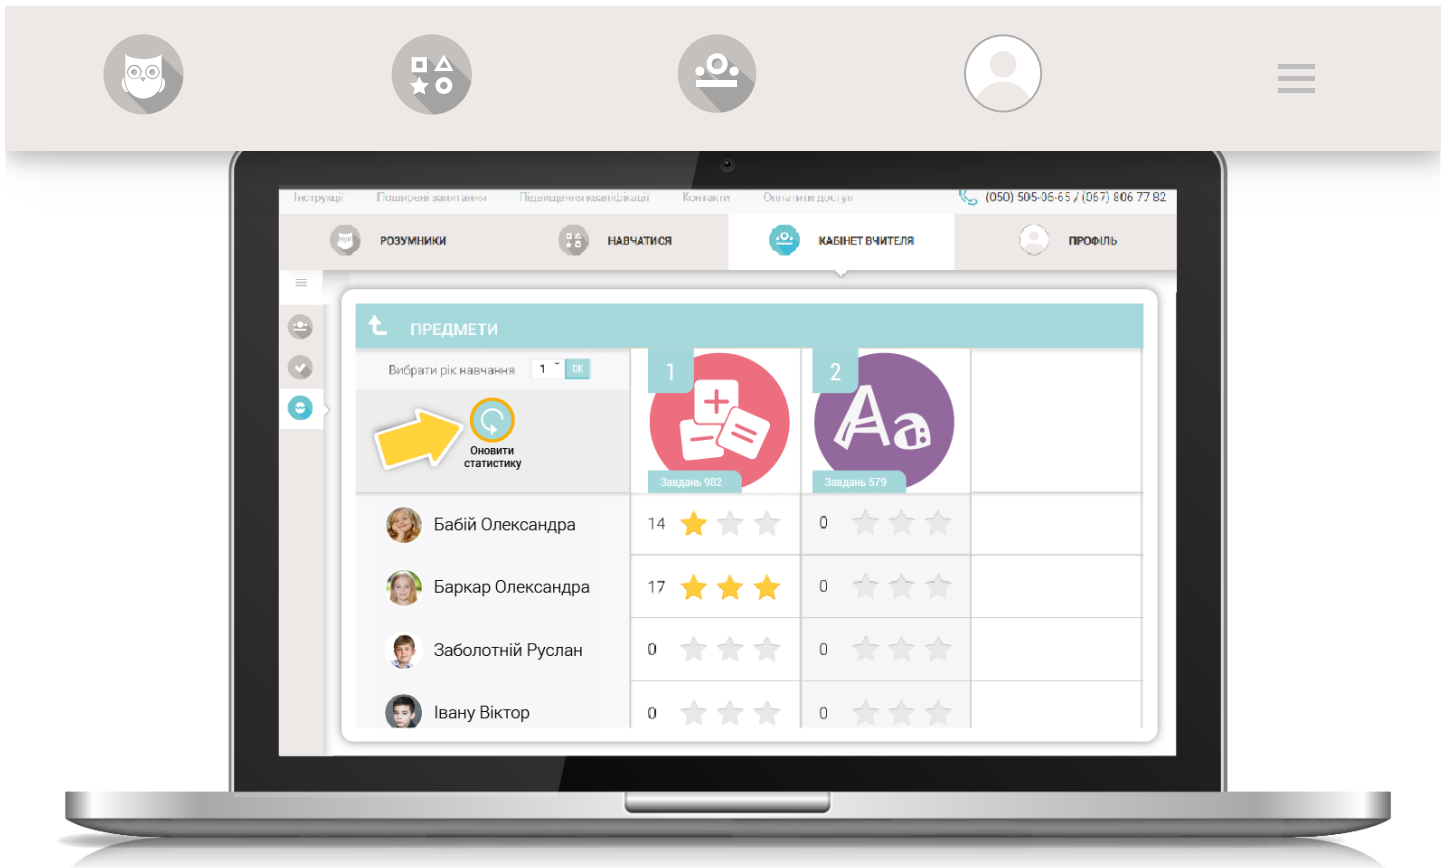 Інструкції Поширені запитання Підвищення кваліфікації Контакти Оплатити доступ (050) 505-06-65 / (067) 806 77 82
РОЗУМНИКИ НАВЧАТИСЯ КАБІНЕТ ВЧИТЕЛЯ ПРОФІЛЬ
ПРЕДМЕТИ
Вибрати рік навчання 1 OK
1 2
Aa
Оновити
статистику
Завдань 982 Завдань 579
Бабій Олександра 14 0
Баркар Олександра 17 0
Заболотній Руслан 0 0
Івану Віктор 0 0